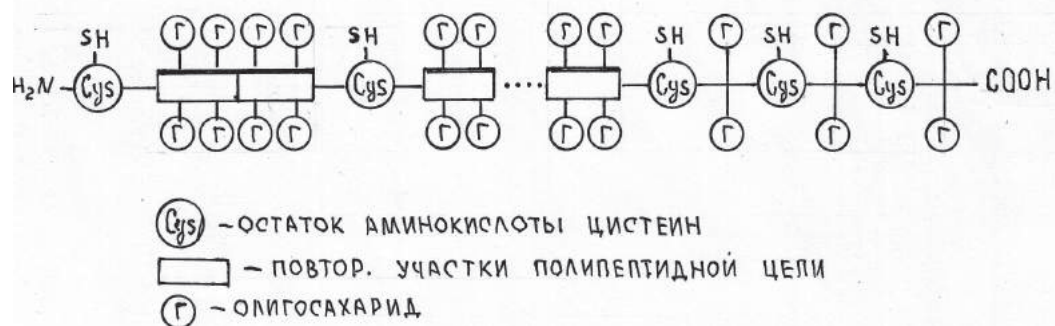 SH Г Г Г Г SH Г Г Г Г SH Г SH Г SH Г
H₂N Cys Cys .... Cys Cys Cys COOH
Г Г Г Г Г Г Г Г Г Г Г
Cys – ОСТАТОК АМИНОКИСЛОТЫ ЦИСТЕИН
– ПОВТОР. УЧАСТКИ ПОЛИПЕПТИДНОЙ ЦЕПИ
Г – ОЛИГОСАХАРИД